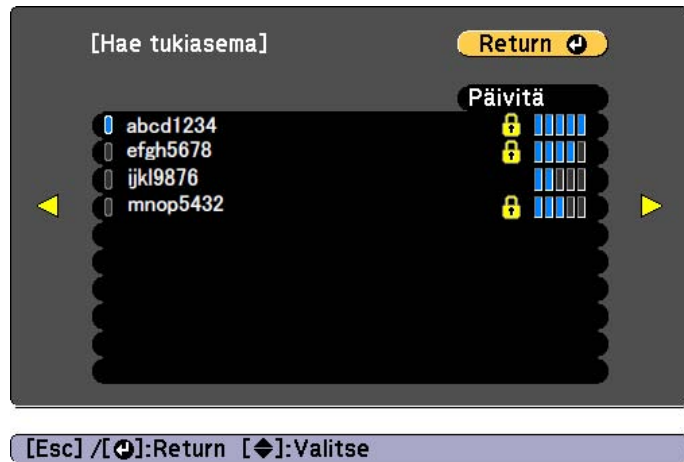 [Hae tukiasema]
Return
Päivitä
abcd1234
efgh5678
ijkl9876
mnop5432
[Esc] /[⏎]:Return [◆]:Valitse